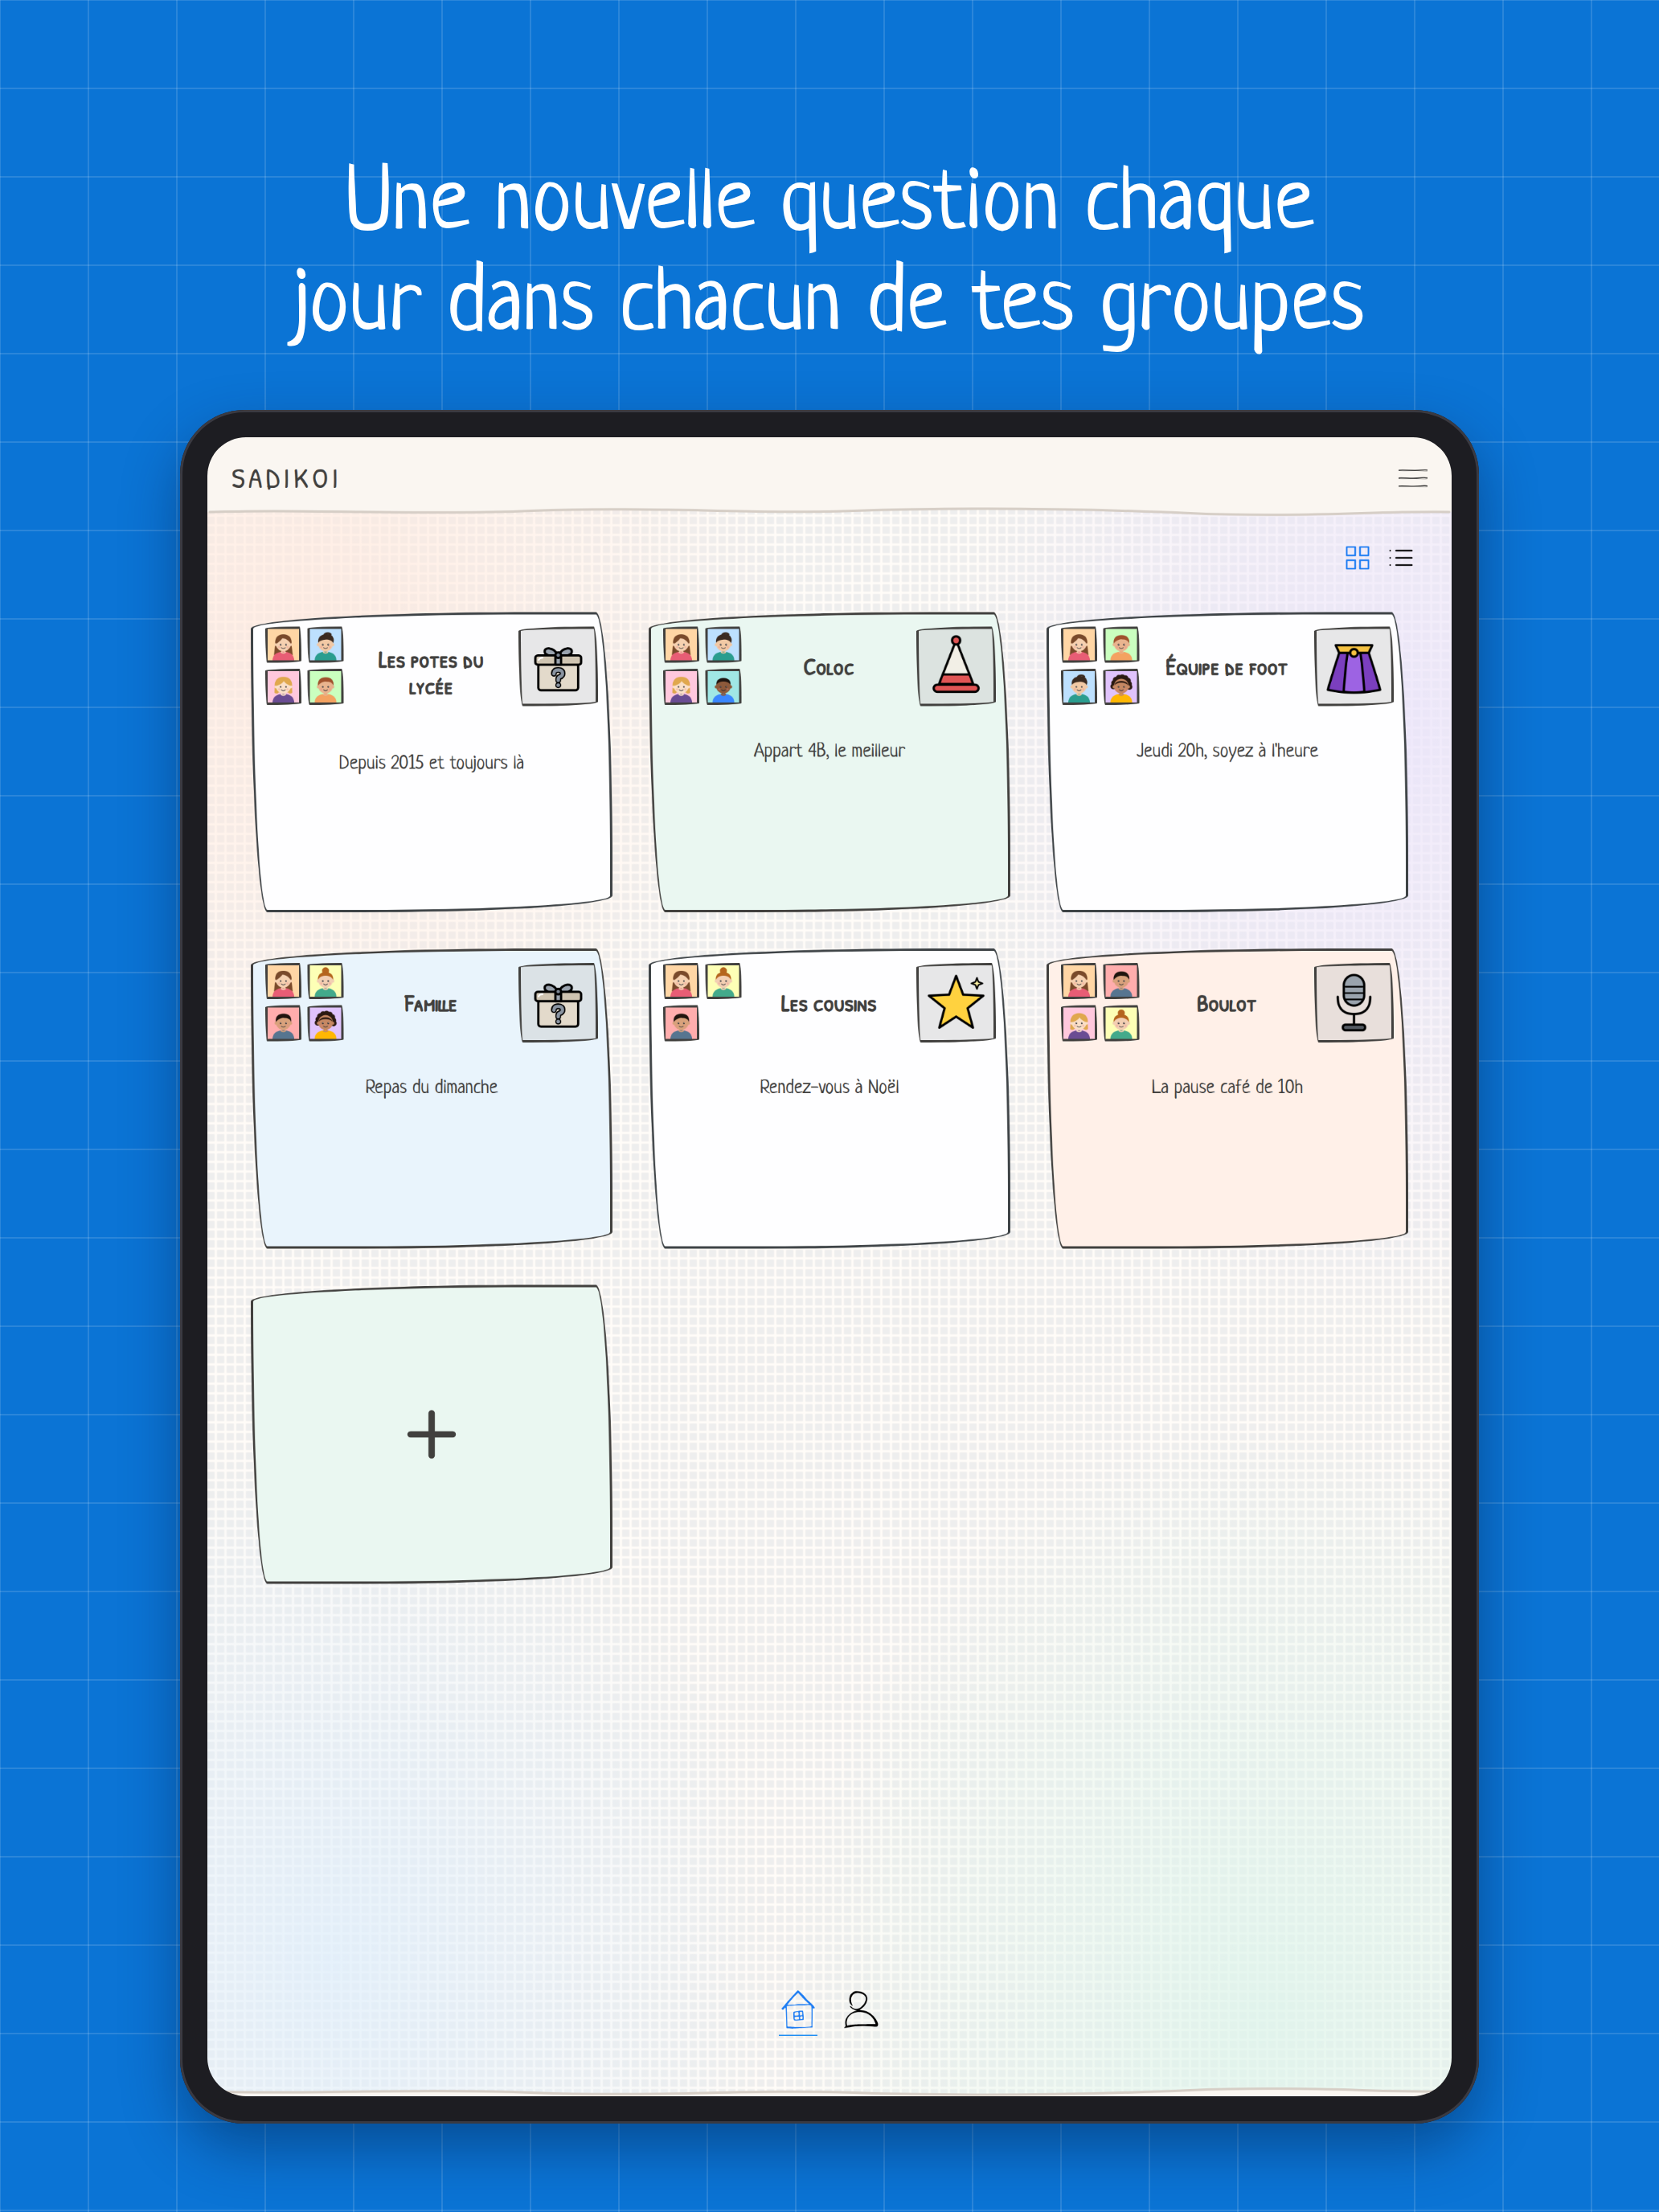 Une nouvelle question chaque
jour dans chacun de tes groupes
SADIKOI
Les potes du
lycée
Depuis 2015 et toujours là
Coloc
Appart 4B, le meilleur
Équipe de foot
Jeudi 20h, soyez à l'heure
Famille
Repas du dimanche
Les cousins
Rendez-vous à Noël
Boulot
La pause café de 10h